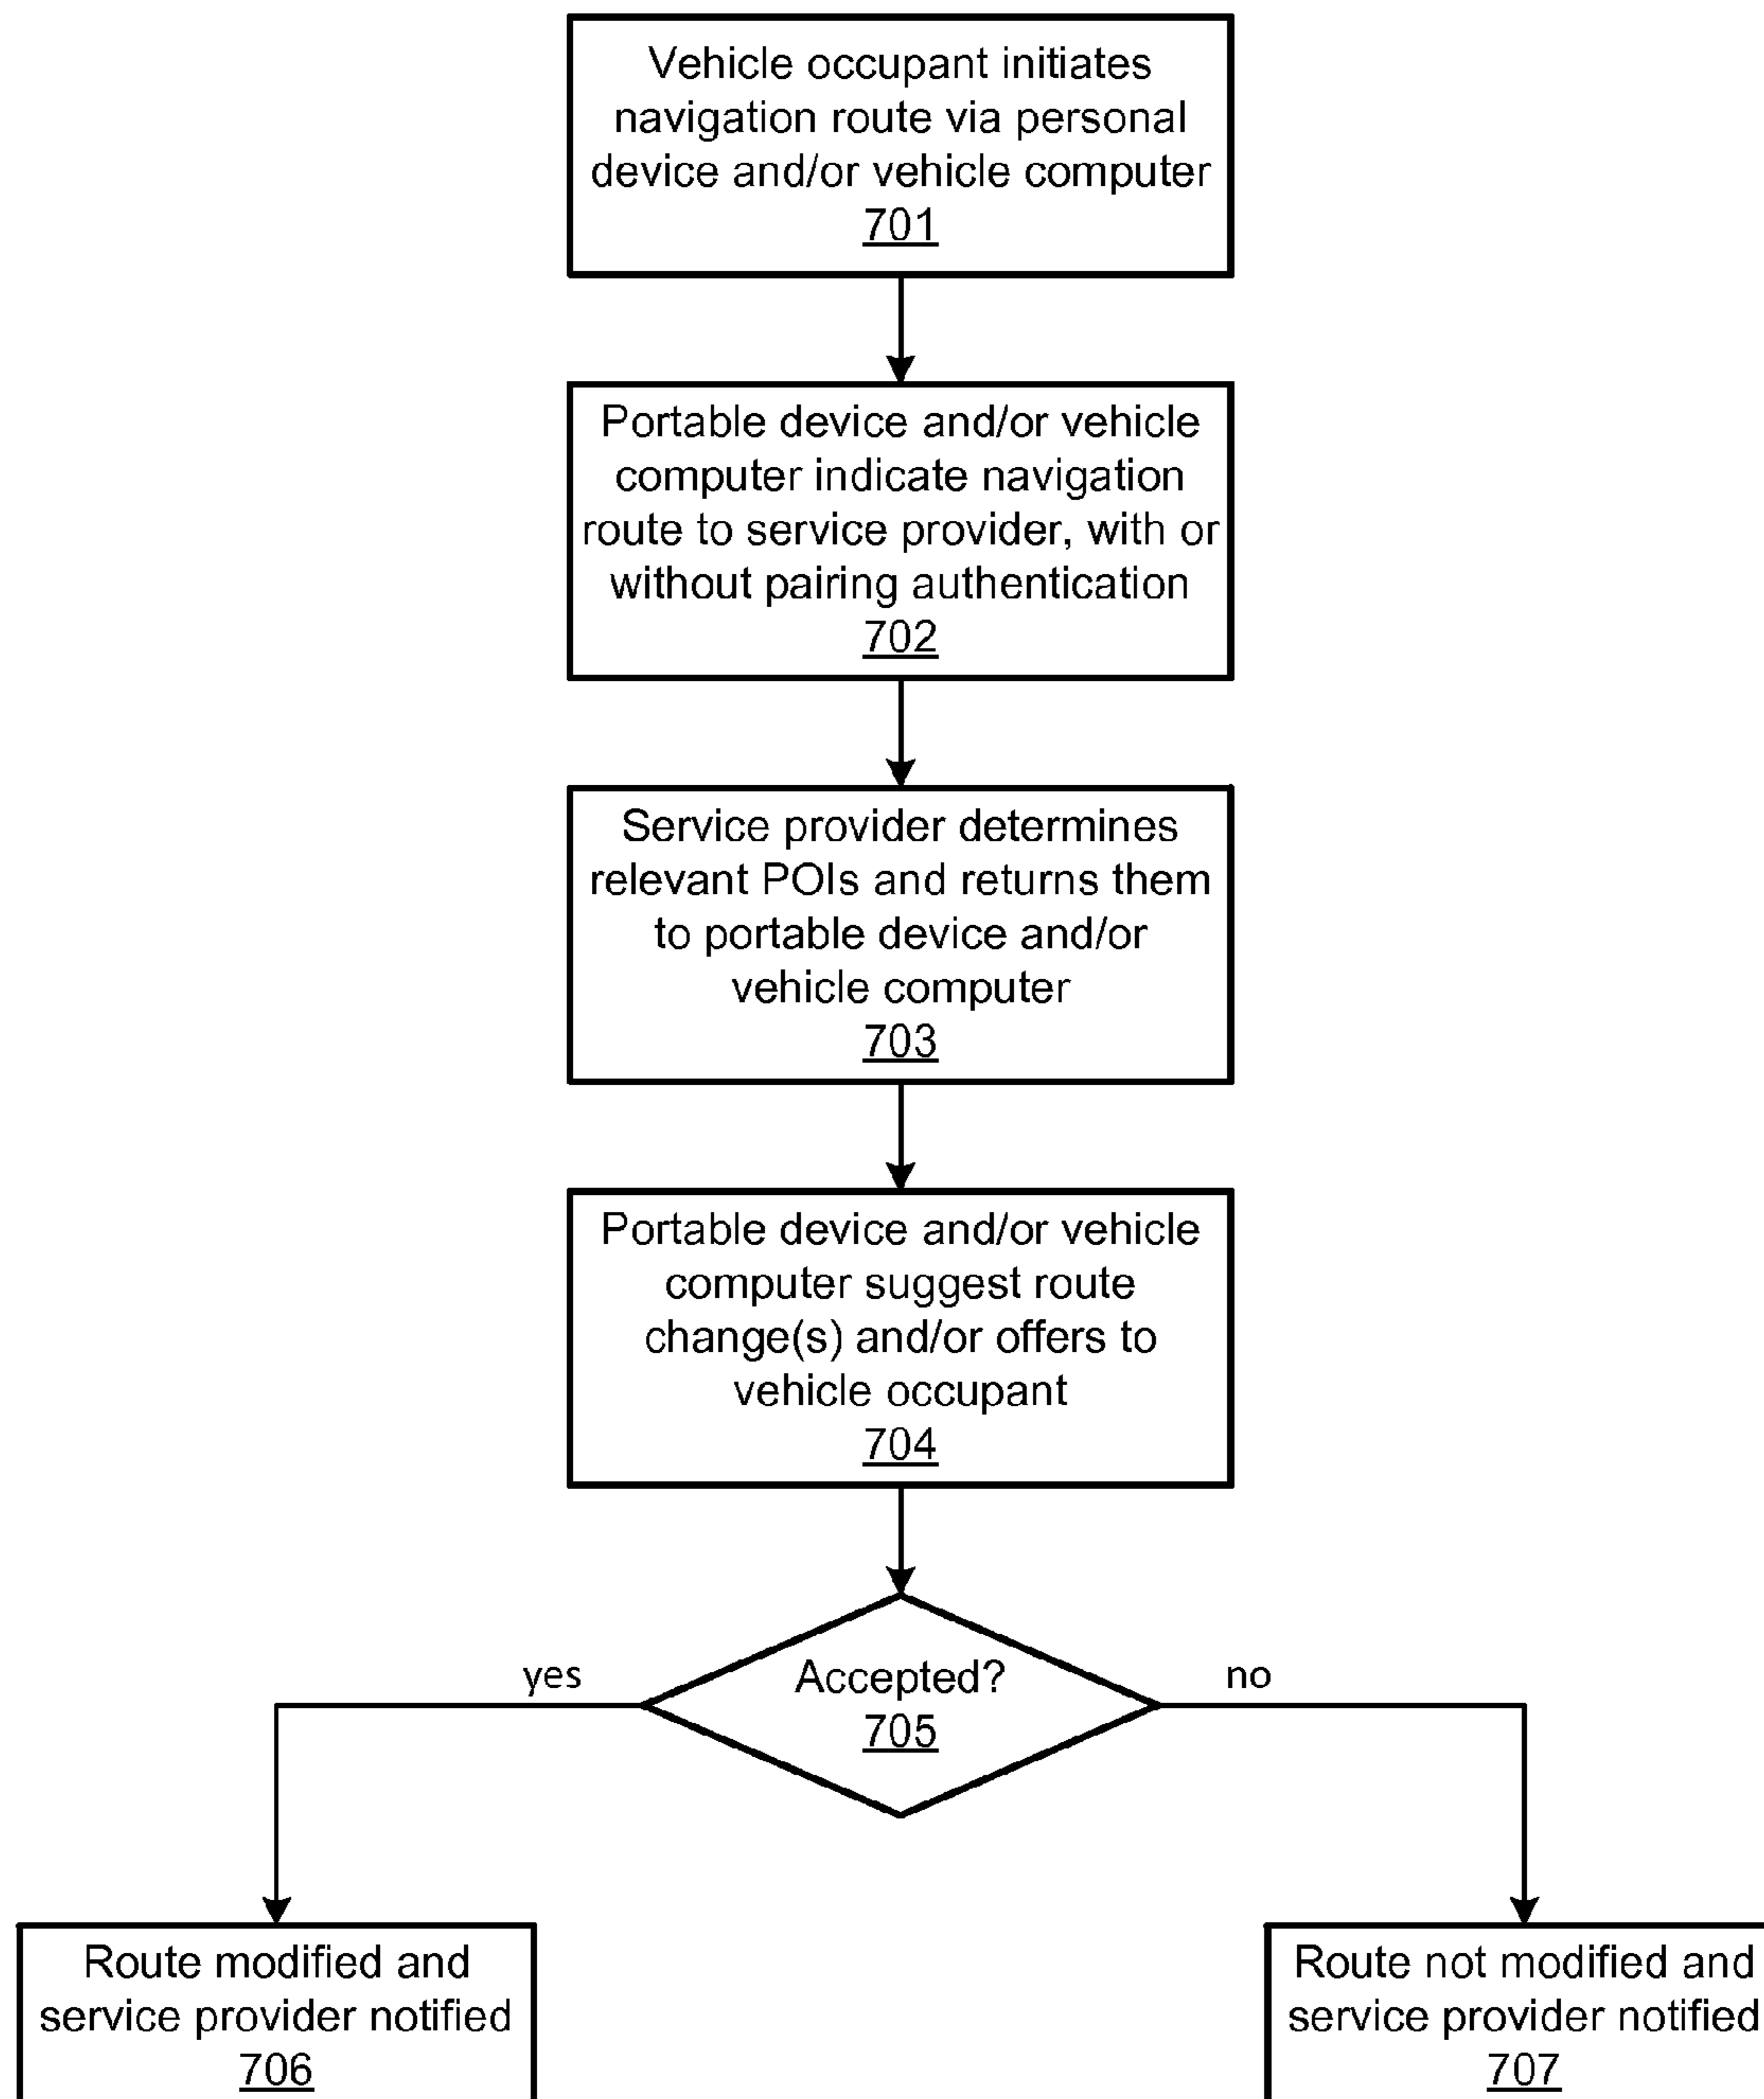 Vehicle occupant initiates
navigation route via personal
device and/or vehicle computer
701
Portable device and/or vehicle
computer indicate navigation
route to service provider, with or
without pairing authentication
702
Service provider determines
relevant POIs and returns them
to portable device and/or
vehicle computer
703
Portable device and/or vehicle
computer suggest route
change(s) and/or offers to
vehicle occupant
704
yes
Accepted?
705
no
Route modified and
service provider notified
706
Route not modified and
service provider notified
707